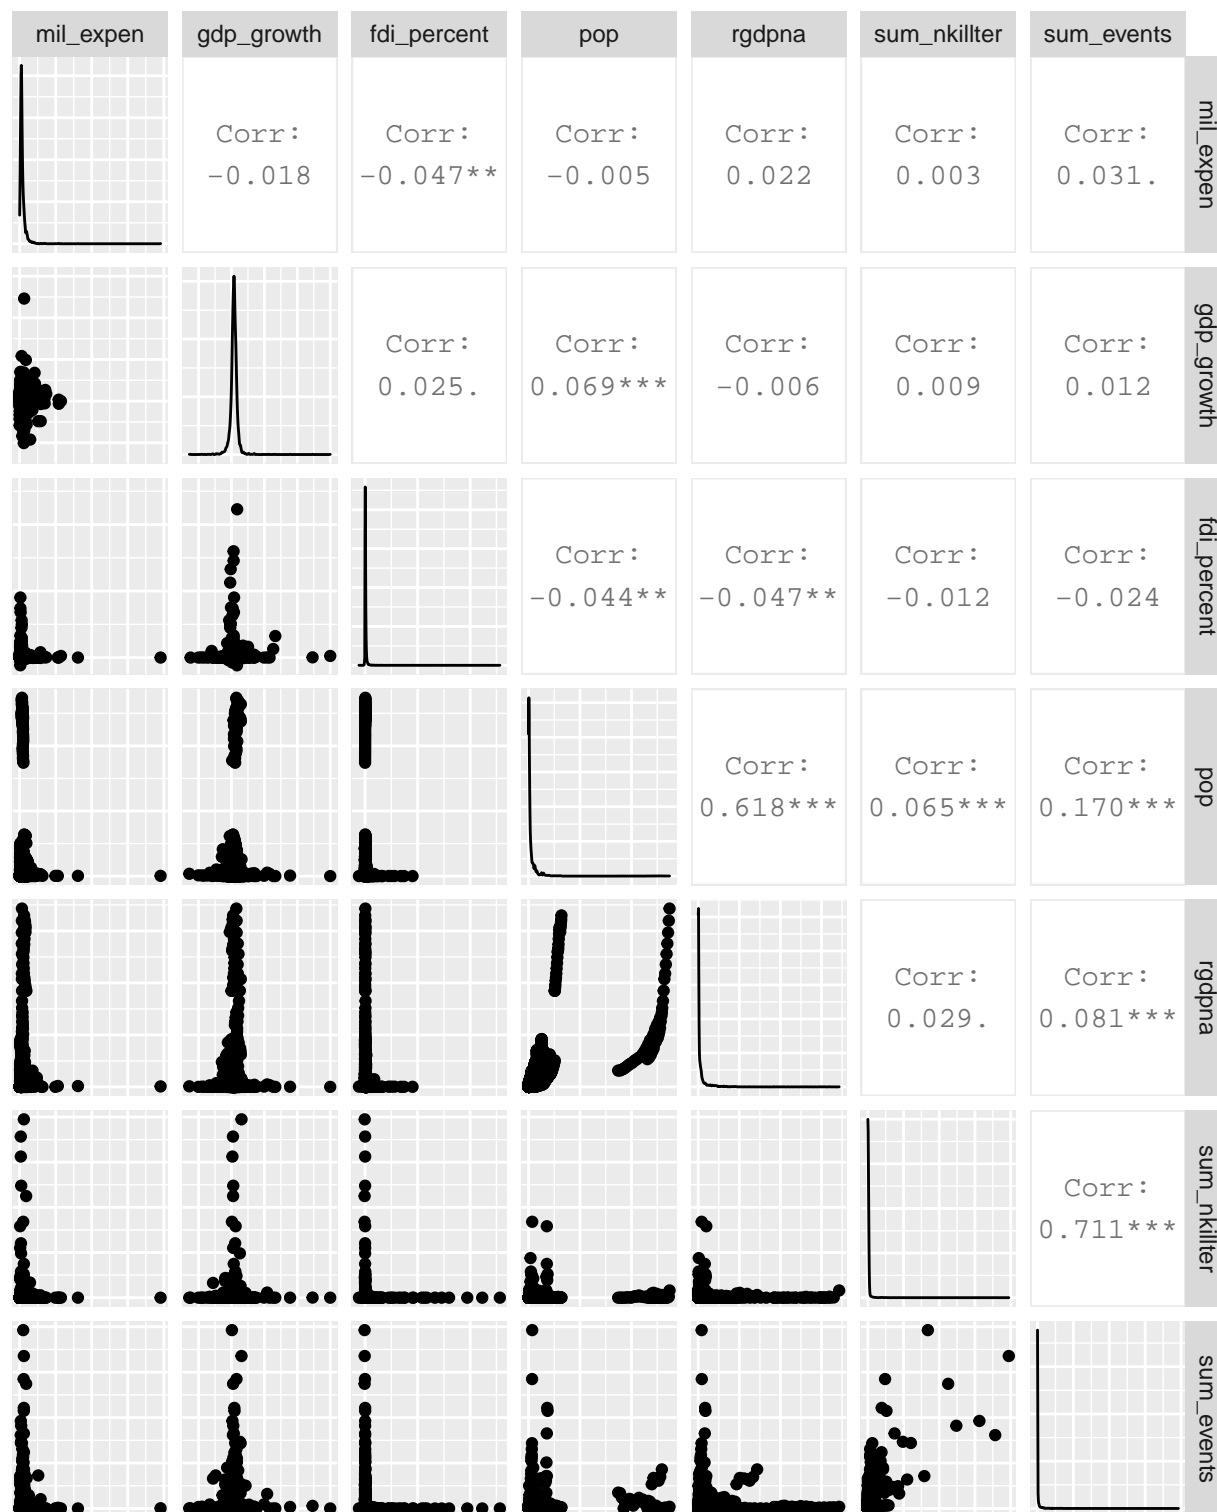 mil_expen gdp_growth fdi_percent pop rgdpna sum_nkillter sum_events
Corr: Corr: Corr: Corr: Corr: Corr:
-0.018 -0.047** -0.005 0.022 0.003 0.031.
mil_expen
Corr: Corr: Corr: Corr: Corr:
0.025. 0.069*** -0.006 0.009 0.012
gdp_growth
Corr: Corr: Corr: Corr:
-0.044** -0.047** -0.012 -0.024
fdi_percent
Corr: Corr: Corr:
0.618*** 0.065*** 0.170***
pop
Corr: Corr:
0.029. 0.081***
rgdpna
Corr:
0.711***
sum_nkillter
sum_events